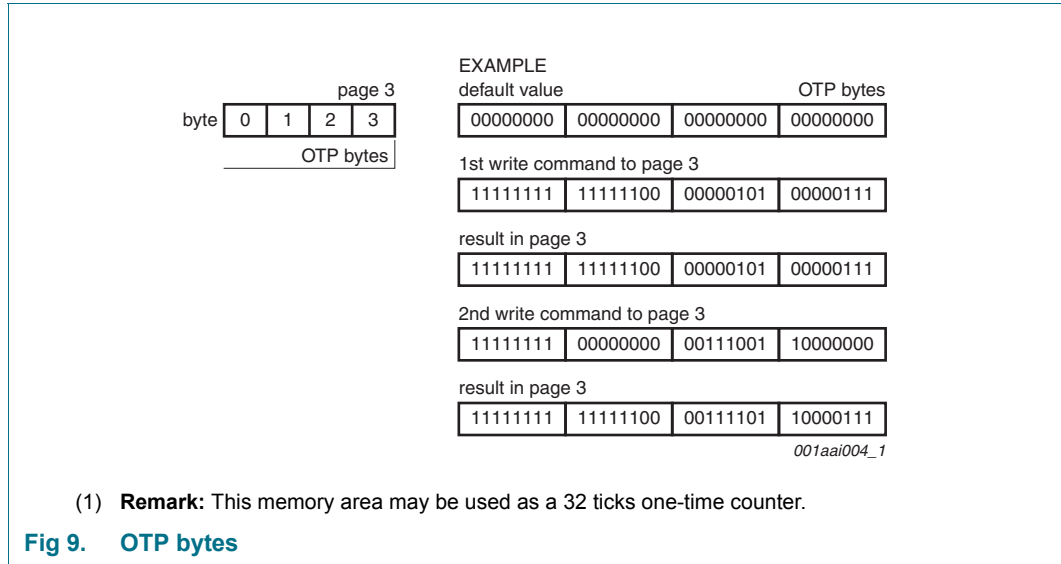 page 3
byte 0 1 2 3
OTP bytes
EXAMPLE
default value OTP bytes
00000000 00000000 00000000 00000000
1st write command to page 3
11111111 11111100 00000101 00000111
result in page 3
11111111 11111100 00000101 00000111
2nd write command to page 3
11111111 00000000 00111001 10000000
result in page 3
11111111 11111100 00111101 10000111
001aai004_1
(1) Remark: This memory area may be used as a 32 ticks one-time counter.
Fig 9. OTP bytes